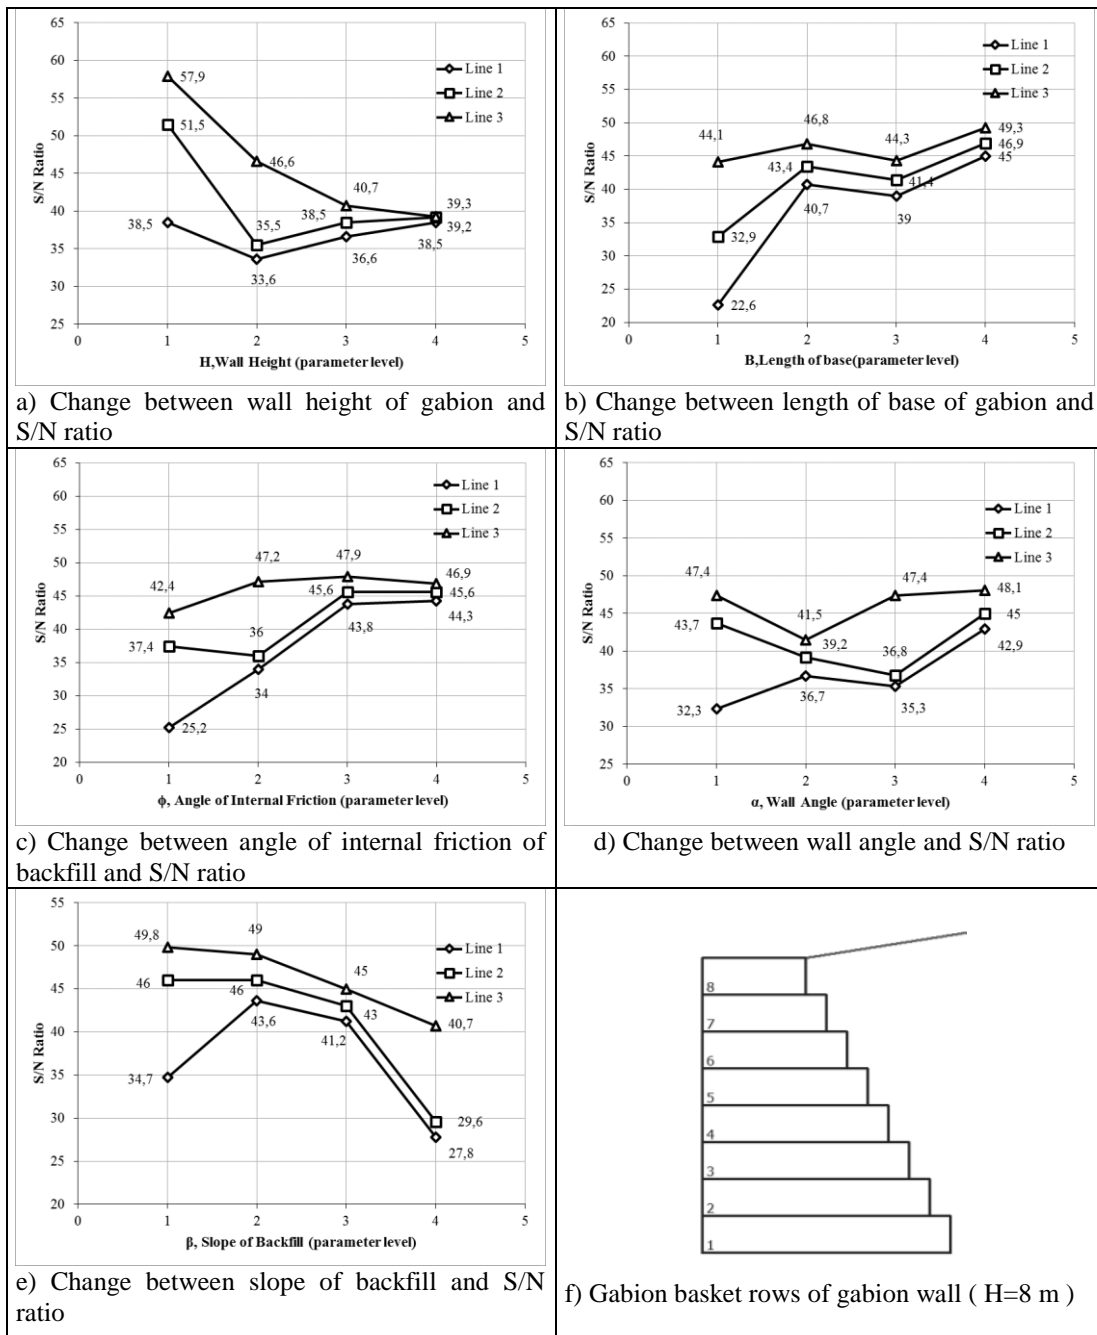 65
60
55
50
45
40
35
30
25
S/N Ratio
Line 1
Line 2
Line 3
57,9
51,5
46,6
40,7
39,3
38,5
35,5
38,5
39,2
33,6
36,6
38,5
0 1 2 3 4 5
H,Wall Height (parameter level)
a) Change between wall height of gabion and
S/N ratio
65
60
55
50
45
40
35
30
25
20
S/N Ratio
Line 1
Line 2
Line 3
44,1
46,8
44,3
49,3
43,4
41,4
46,9
45
32,9
40,7
39
22,6
0 1 2 3 4 5
B,Length of base(parameter level)
b) Change between length of base of gabion and
S/N ratio
65
60
55
50
45
40
35
30
25
20
S/N Ratio
Line 1
Line 2
Line 3
42,4
47,2
47,9
46,9
37,4
36
45,6
45,6
25,2
34
43,8
44,3
0 1 2 3 4 5
ϕ, Angle of Internal Friction (parameter level)
c) Change between angle of internal friction of
backfill and S/N ratio
65
60
55
50
45
40
35
30
25
S/N Ratio
Line 1
Line 2
Line 3
47,4
41,5
47,4
48,1
43,7
39,2
36,8
45
32,3
36,7
35,3
42,9
0 1 2 3 4 5
α, Wall Angle (parameter level)
d) Change between wall angle and S/N ratio
55
50
45
40
35
30
25
20
S/N Ratio
Line 1
Line 2
Line 3
49,8
49
45
40,7
46
46
43
29,6
34,7
43,6
41,2
27,8
0 1 2 3 4 5
β, Slope of Backfill (parameter level)
e) Change between slope of backfill and S/N
ratio
8
7
6
5
4
3
2
1
f) Gabion basket rows of gabion wall ( H=8 m )